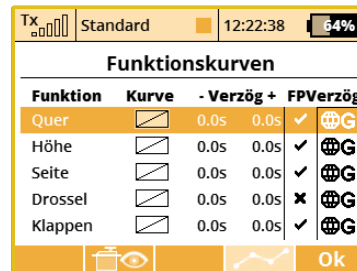 Tx Standard 12:22:38 64%
Funktionskurven
Funktion Kurve - Verzög + FP Verzög
Quer 0.0s 0.0s G
Höhe 0.0s 0.0s G
Seite 0.0s 0.0s G
Drossel 0.0s 0.0s G
Klappen 0.0s 0.0s G
Ok